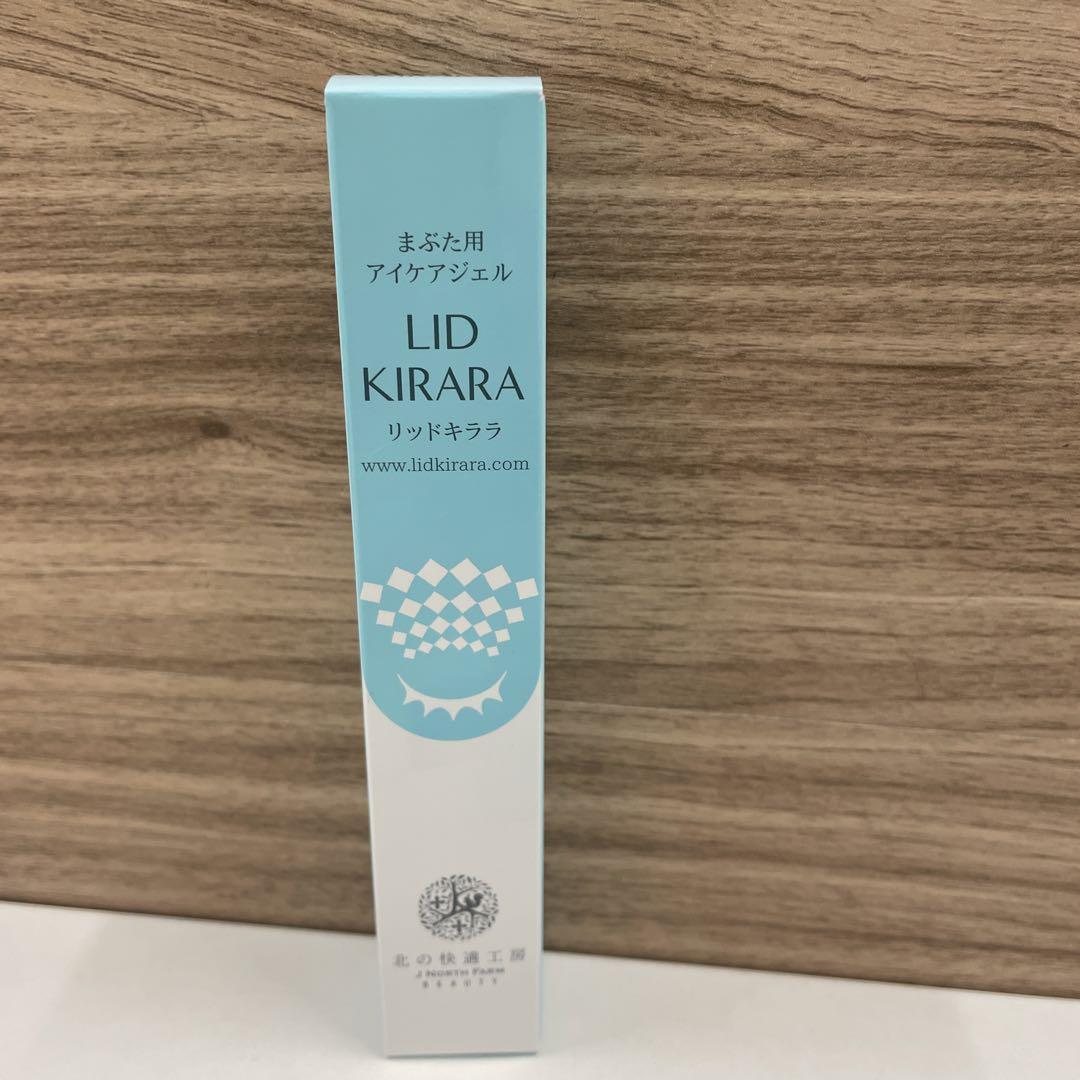 まぶた用
アイケアジェル
LID
KIRARA
リッドキララ
www.lidkirara.com
北の快適工房
J NORTH FARM
BEAUTY